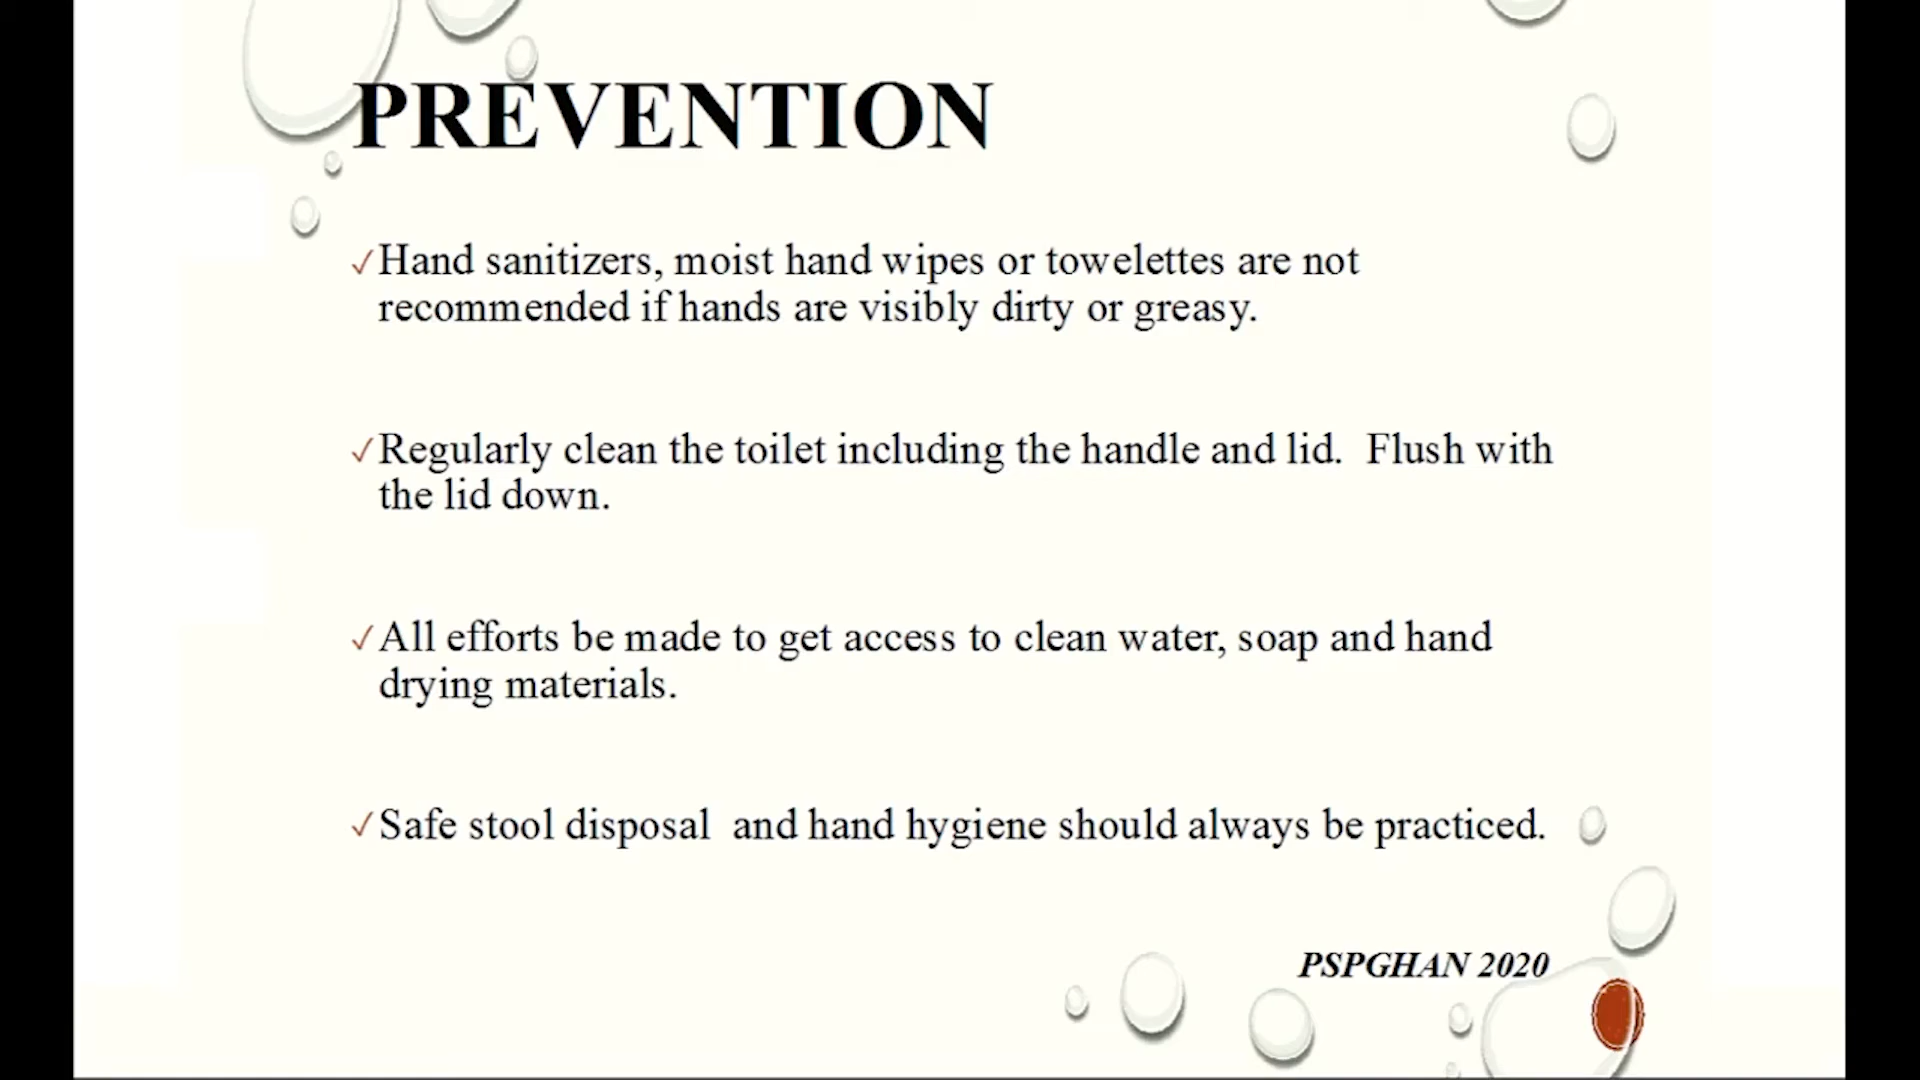 PREVENTION
✓Hand sanitizers, moist hand wipes or towelettes are not
recommended if hands are visibly dirty or greasy.
✓Regularly clean the toilet including the handle and lid.  Flush with
the lid down.
✓All efforts be made to get access to clean water, soap and hand
drying materials.
✓Safe stool disposal  and hand hygiene should always be practiced.
PSPGHAN 2020